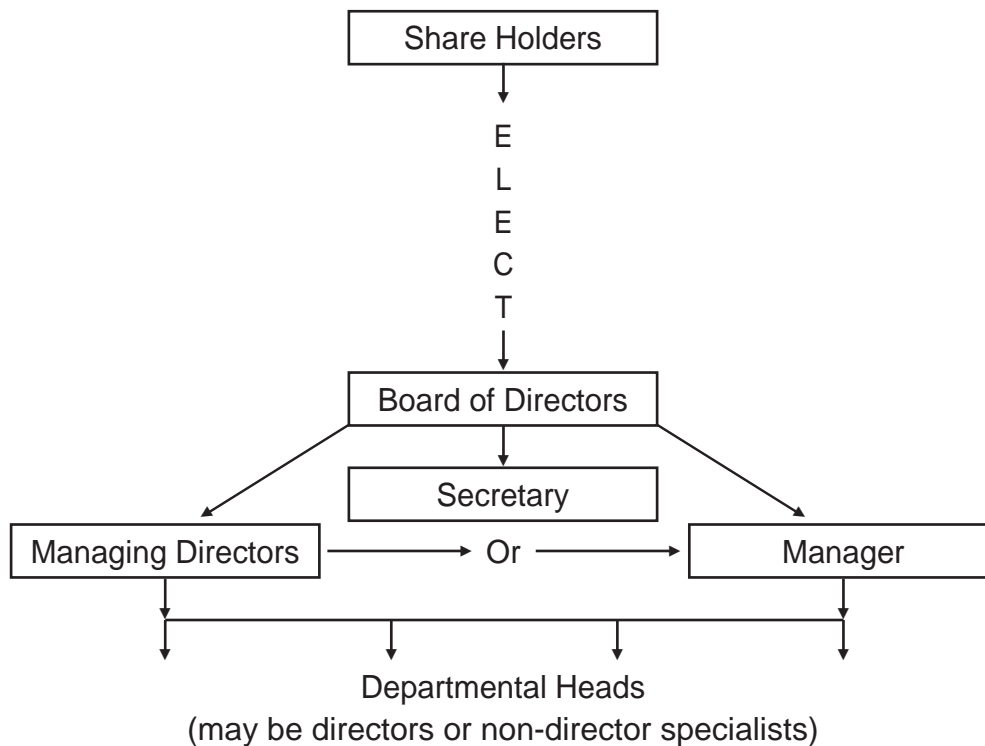 Share Holders
E
L
E
C
T
Board of Directors
Secretary
Managing Directors Or Manager
Departmental Heads
(may be directors or non-director specialists)